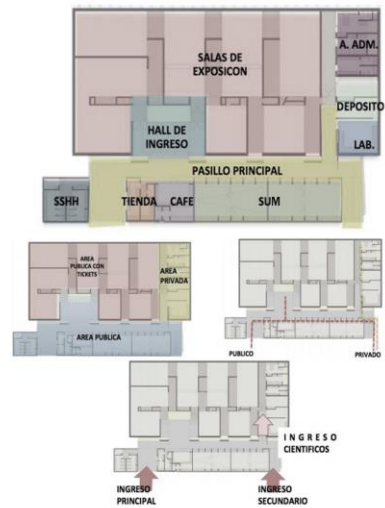 SALAS DE
EXPOSICON
A. ADM.
DEPOSITO
HALL DE
INGRESO
LAB.
PASILLO PRINCIPAL
SSHH
TIENDA
CAFE
SUM
AREA
PUBLICA CON
TICKETS
AREA
PRIVADA
AREA PUBLICA
PUBLICO
PRIVADO
INGRESO
CIENTIFICOS
INGRESO
PRINCIPAL
INGRESO
SECUNDARIO